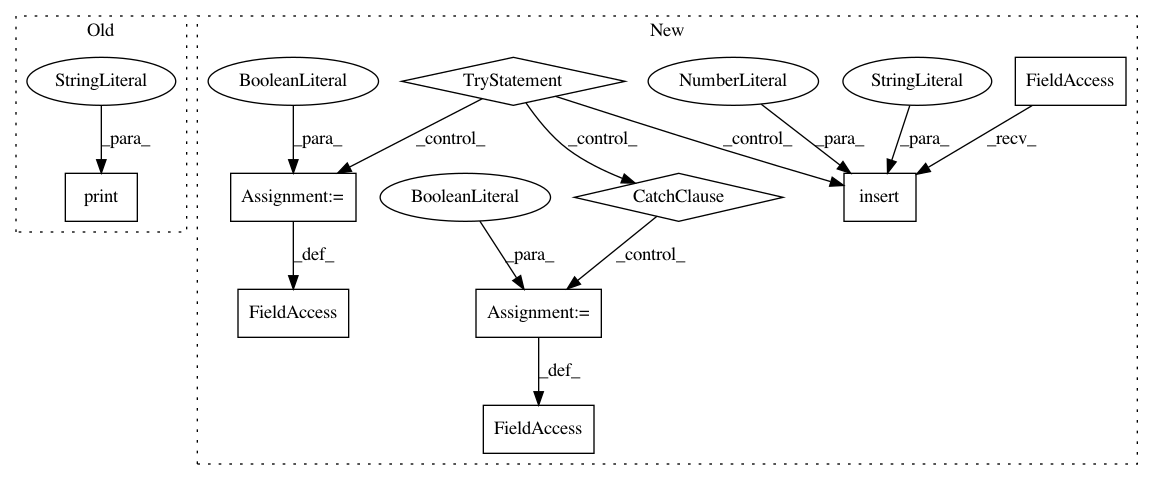 Old
New
StringLiteral
BooleanLiteral
TryStatement
NumberLiteral
StringLiteral
FieldAccess
_para_
_para_
_control_
_control_
_control_
_para_
_para_
_recv_
print
Assignment:=
BooleanLiteral
CatchClause
insert
_def_
_para_
_control_
FieldAccess
Assignment:=
_def_
FieldAccess